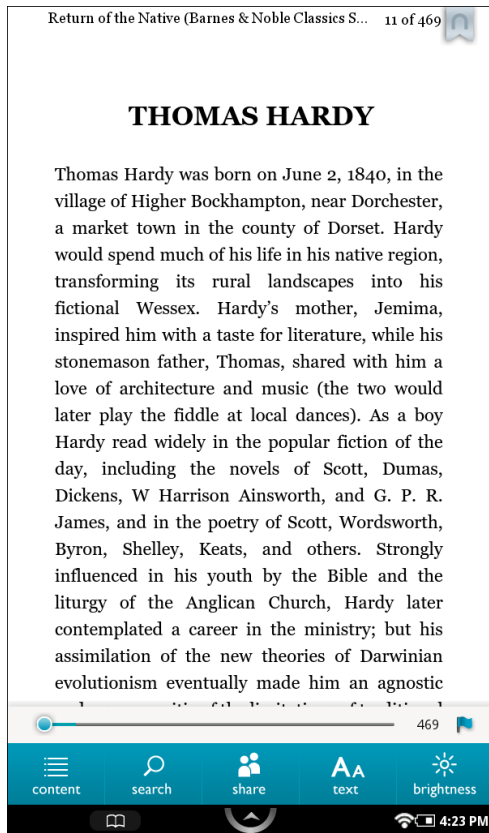 Return of the Native (Barnes & Noble Classics S... 11 of 469
THOMAS HARDY
Thomas Hardy was born on June 2, 1840, in the
village of Higher Bockhampton, near Dorchester,
a market town in the county of Dorset. Hardy
would spend much of his life in his native region,
transforming its rural landscapes into his
fictional Wessex. Hardy’s mother, Jemima,
inspired him with a taste for literature, while his
stonemason father, Thomas, shared with him a
love of architecture and music (the two would
later play the fiddle at local dances). As a boy
Hardy read widely in the popular fiction of the
day, including the novels of Scott, Dumas,
Dickens, W Harrison Ainsworth, and G. P. R.
James, and in the poetry of Scott, Wordsworth,
Byron, Shelley, Keats, and others. Strongly
influenced in his youth by the Bible and the
liturgy of the Anglican Church, Hardy later
contemplated a career in the ministry; but his
assimilation of the new theories of Darwinian
evolutionism eventually made him an agnostic
469
content search share text brightness
4:23 PM